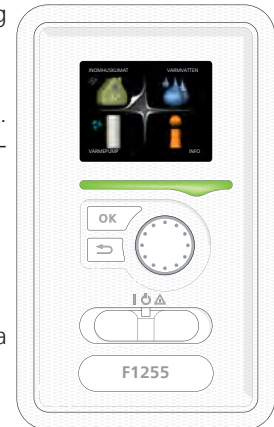 g
INOMHUSKLIMAT VARMVATTEN
.
-
VÄRMEPUMP INFO
OK
a
F1255